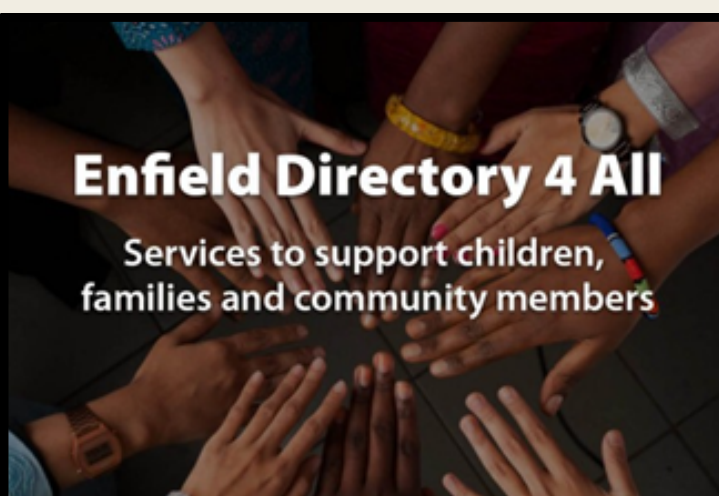 Enfield Directory 4 All
Services to support children,
families and community members